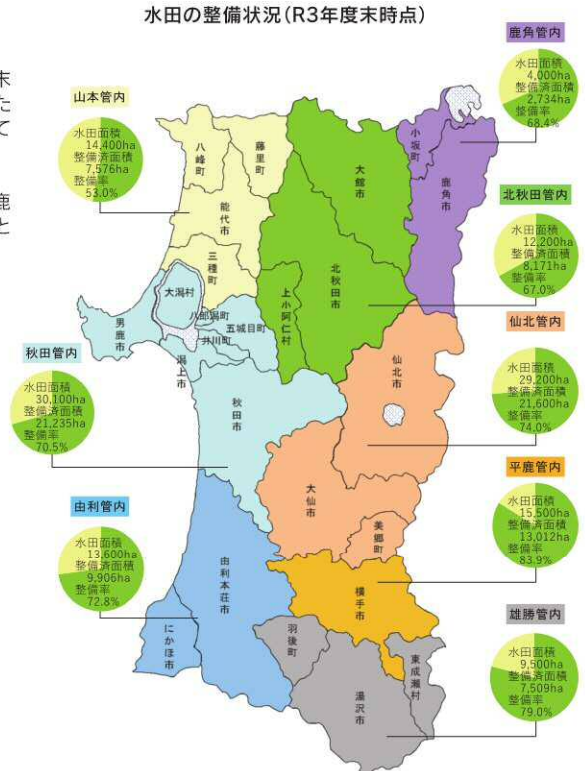 水田の整備状況(R3年度末時点)
末
た
て
鹿
と
鹿角管内
水田面積
4,000ha
整備済面積
2,734ha
68.4%
山本管内
水田面積
14,400ha
整備済面積
7,576ha
整備率
53.0%
八峰町
藤里町
能代市
三種町
小坂町
鹿角市
大館市
北秋田市
上小阿仁村
北秋田管内
水田面積
12,200ha
整備済面積
8,171ha
整備率
67.0%
大潟村
八郎潟町
五城目町
井川町
男鹿市
潟上市
秋田市
仙北管内
水田面積
29,200ha
整備済面積
21,600ha
整備率
74.0%
仙北市
大仙市
美郷町
秋田管内
水田面積
30,100ha
整備済面積
21,235ha
整備率
70.5%
平鹿管内
水田面積
15,500ha
整備済面積
13,012ha
整備率
83.9%
由利管内
水田面積
13,600ha
整備済面積
9,906ha
整備率
72.8%
由利本荘市
にかほ市
横手市
羽後町
湯沢市
東成瀬村
雄勝管内
水田面積
9,500ha
整備済面積
7,509ha
整備率
79.0%